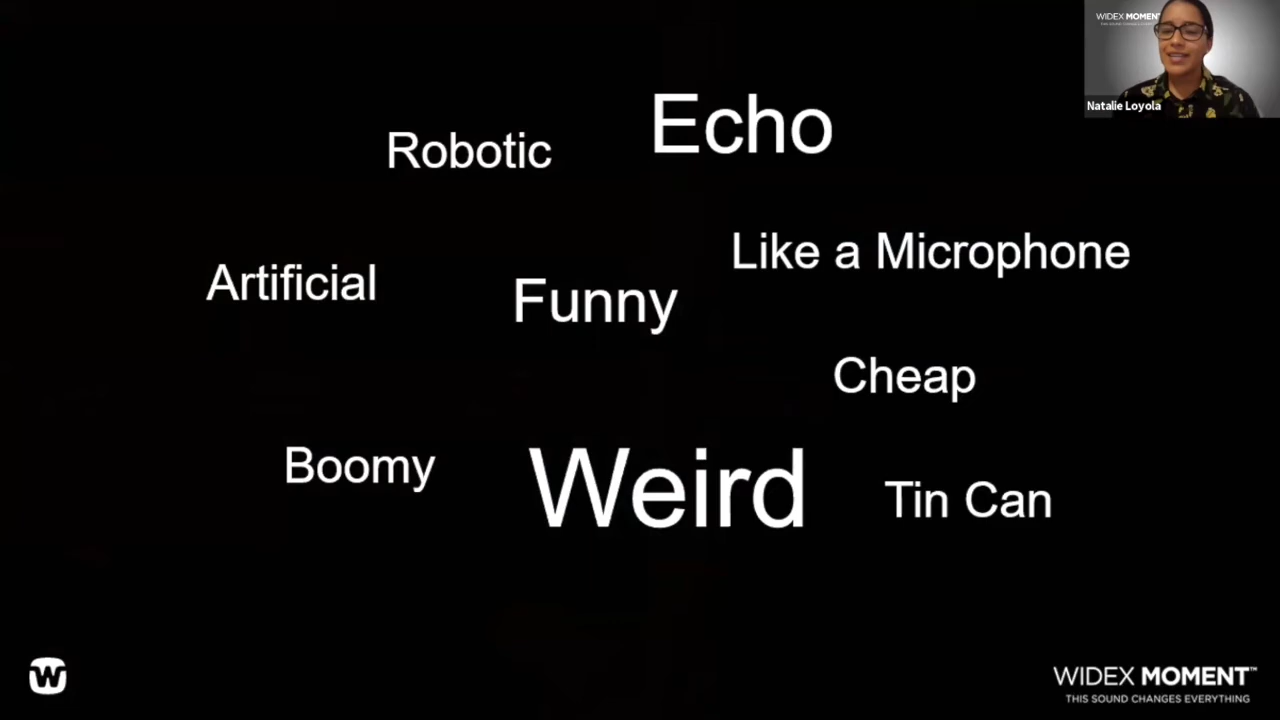 WIDEX MOMENT
Natalie Loyola
Echo
Robotic
Like a Microphone
Artificial
Funny
Cheap
Boomy
Weird
Tin Can
W
WIDEX MOMENT™
THIS SOUND CHANGES EVERYTHING